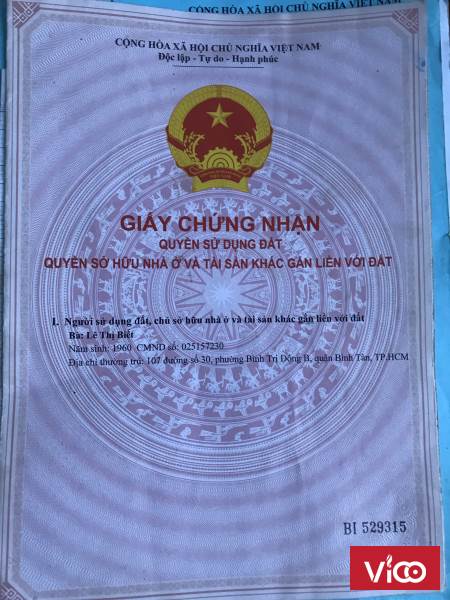 CỘNG HÒA XÃ HỘI CHỦ NGHĨA VIỆT NAM
CỘNG HÒA XÃ HỘI CHỦ NGHĨA VIỆT NAM
Độc lập - Tự do - Hạnh phúc
GIẤY CHỨNG NHẬN
QUYỀN SỬ DỤNG ĐẤT
QUYỀN SỞ HỮU NHÀ Ở VÀ TÀI SẢN KHÁC GẮN LIỀN VỚI ĐẤT
I. Người sử dụng đất, chủ sở hữu nhà ở và tài sản khác gắn liền với đất
Bà: Lê Thị Biết
Năm sinh: 1960 CMND số: 025157230
Địa chỉ thường trú: 107 đường số 30, phường Bình Trị Đông B, quận Bình Tân, TP.HCM
BI 529315
Vico